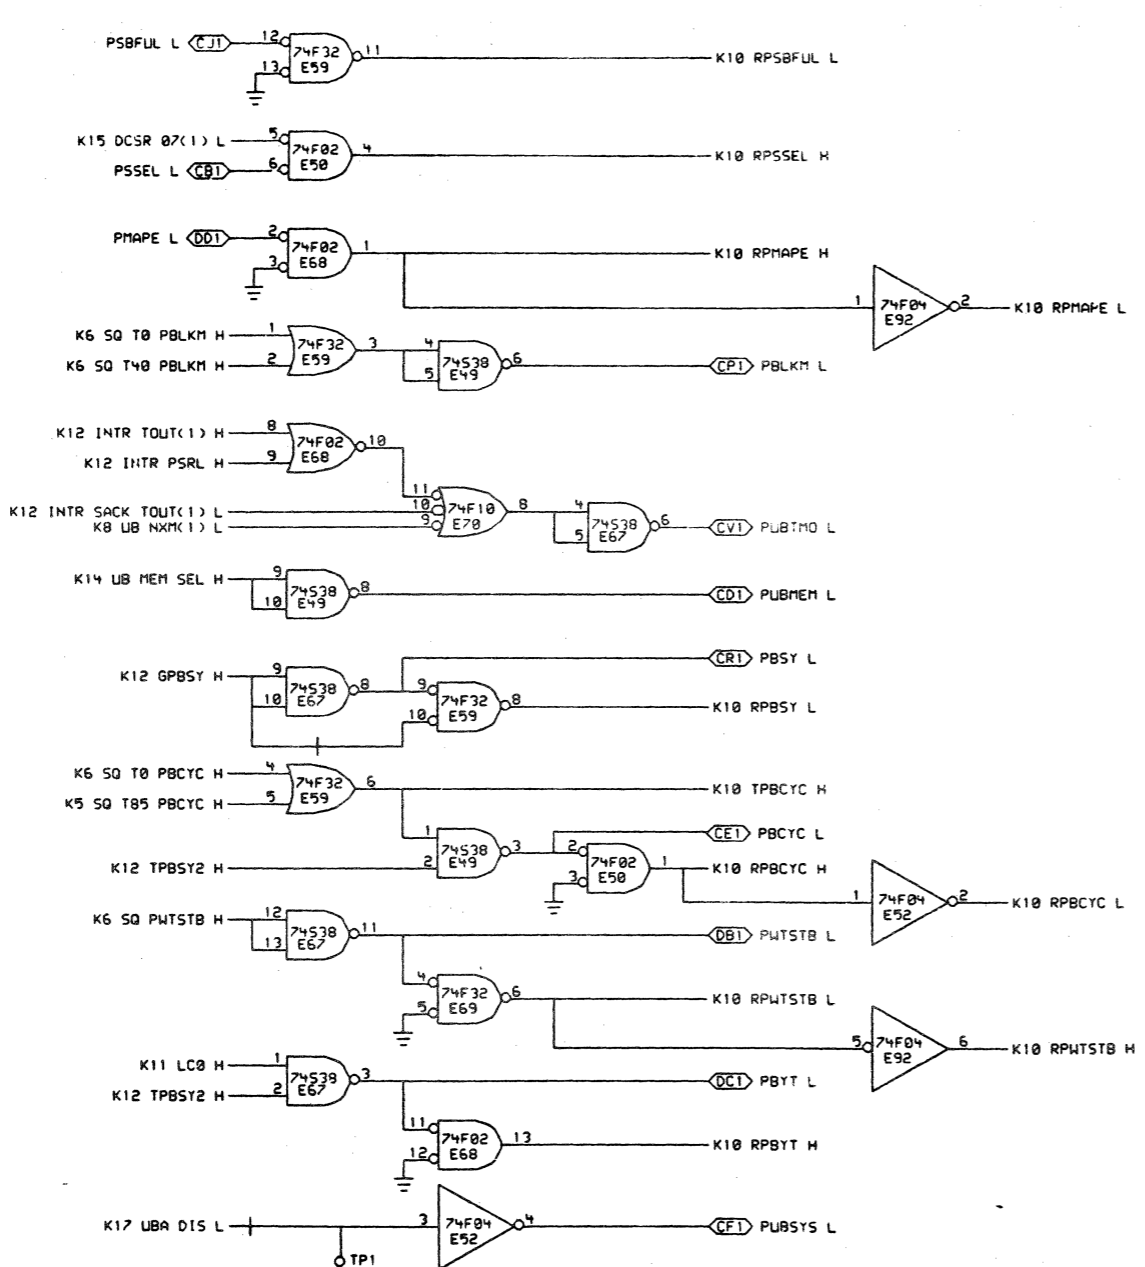 PSBFUL L CJ1 12 13 74F32 E59 11 K10 RPSBFUL L
K15 DCSR 07(1) L 5 74F02 E50 4 K10 RPSSEL H
PSSEL L CB1 6
PMAPE L DD1 2 3 74F02 E68 1 K10 RPMAPE H
1 74F04 E92 2 K10 RPMAPE L
K6 SQ T0 PBLKM H 1 74F32 E59 3 4 5 74S38 E49 6 CP1 PBLKM L
K6 SQ T40 PBLKM H 2
K12 INTR TOUT(1) H 8 74F02 E68 10
K12 INTR PSRL H 9
11 74F10 E70 8 4 5 74S38 E67 6 CV1 PUBTMO L
K12 INTR SACK TOUT(1) L 10
K8 UB NXM(1) L 9
K14 UB MEM SEL H 9 10 74S38 E49 8 CD1 PUBMEM L
CR1 PBSY L
K12 GPBSY H 9 10 74S38 E67 8 9 10 74F32 E59 8 K10 RPBSY L
K6 SQ T0 PBCYC H 4 74F32 E59 6 K10 TPBCYC H
K5 SQ T85 PBCYC H 5
CE1 PBCYC L
1 74S38 E49 3 2 3 74F02 E50 1 K10 RPBCYC H
K12 TPBSY2 H 2
1 74F04 E52 2 K10 RPBCYC L
K6 SQ PWTSTB H 12 13 74S38 E67 11 DB1 PWTSTB L
4 5 74F32 E69 6 K10 RPWTSTB L
5 74F04 E92 6 K10 RPWTSTB H
K11 LC0 H 1 74S38 E67 3 DC1 PBYT L
K12 TPBSY2 H 2
11 12 74F02 E68 13 K10 RPBYT H
K17 UBA DIS L 3 74F04 E52 4 CF1 PUBSYS L
TP1